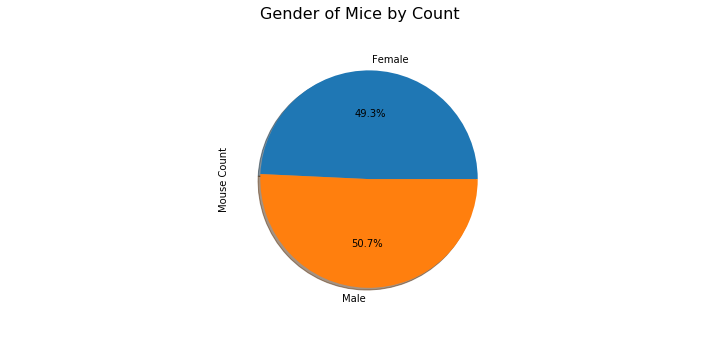 Gender of Mice by Count
Female
49.3%
Mouse Count
50.7%
Male